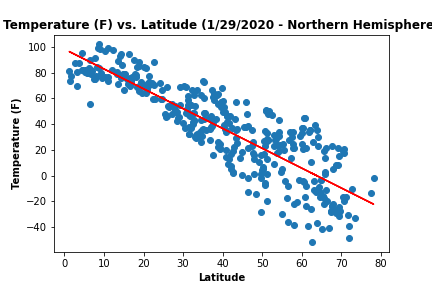 Temperature (F) vs. Latitude (1/29/2020 - Northern Hemisphere
100
80
60
40
20
0
−20
−40
Temperature (F)
0 10 20 30 40 50 60 70 80
Latitude